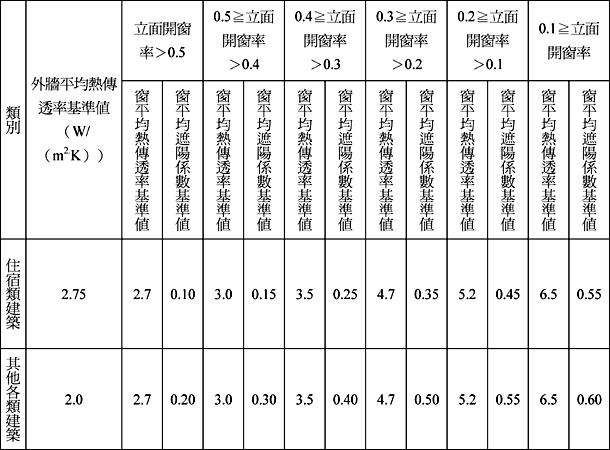 類別
外牆平均熱傳
透率基準值
（W/
（m²K））
立面開窗
率＞0.5
0.5≧立面
開窗率
＞0.4
0.4≧立面
開窗率
＞0.3
0.3≧立面
開窗率
＞0.2
0.2≧立面
開窗率
＞0.1
0.1≧立面
開窗率
窗平均熱傳透率基準值
窗平均遮陽係數基準值
窗平均熱傳透率基準值
窗平均遮陽係數基準值
窗平均熱傳透率基準值
窗平均遮陽係數基準值
窗平均熱傳透率基準值
窗平均遮陽係數基準值
窗平均熱傳透率基準值
窗平均遮陽係數基準值
窗平均熱傳透率基準值
窗平均遮陽係數基準值
住宿類建築 2.75 2.7 0.10 3.0 0.15 3.5 0.25 4.7 0.35 5.2 0.45 6.5 0.55
其他各類建築 2.0 2.7 0.20 3.0 0.30 3.5 0.40 4.7 0.50 5.2 0.55 6.5 0.60